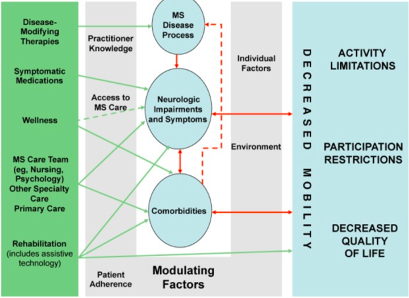 Disease-
Modifying
Therapies
Symptomatic
Medications
Wellness
MS Care Team
(eg, Nursing,
Psychology)
Other Specialty
Care
Primary Care
Rehabilitation
(includes assistive
technology)
Practitioner
Knowledge
Access to
MS Care
Patient
Adherence
MS
Disease
Process
Neurologic
Impairments
and Symptoms
Comorbidities
Modulating
Factors
Individual
Factors
Environment
DECREASED MOBILITY
ACTIVITY
LIMITATIONS
PARTICIPATION
RESTRICTIONS
DECREASED
QUALITY
OF LIFE